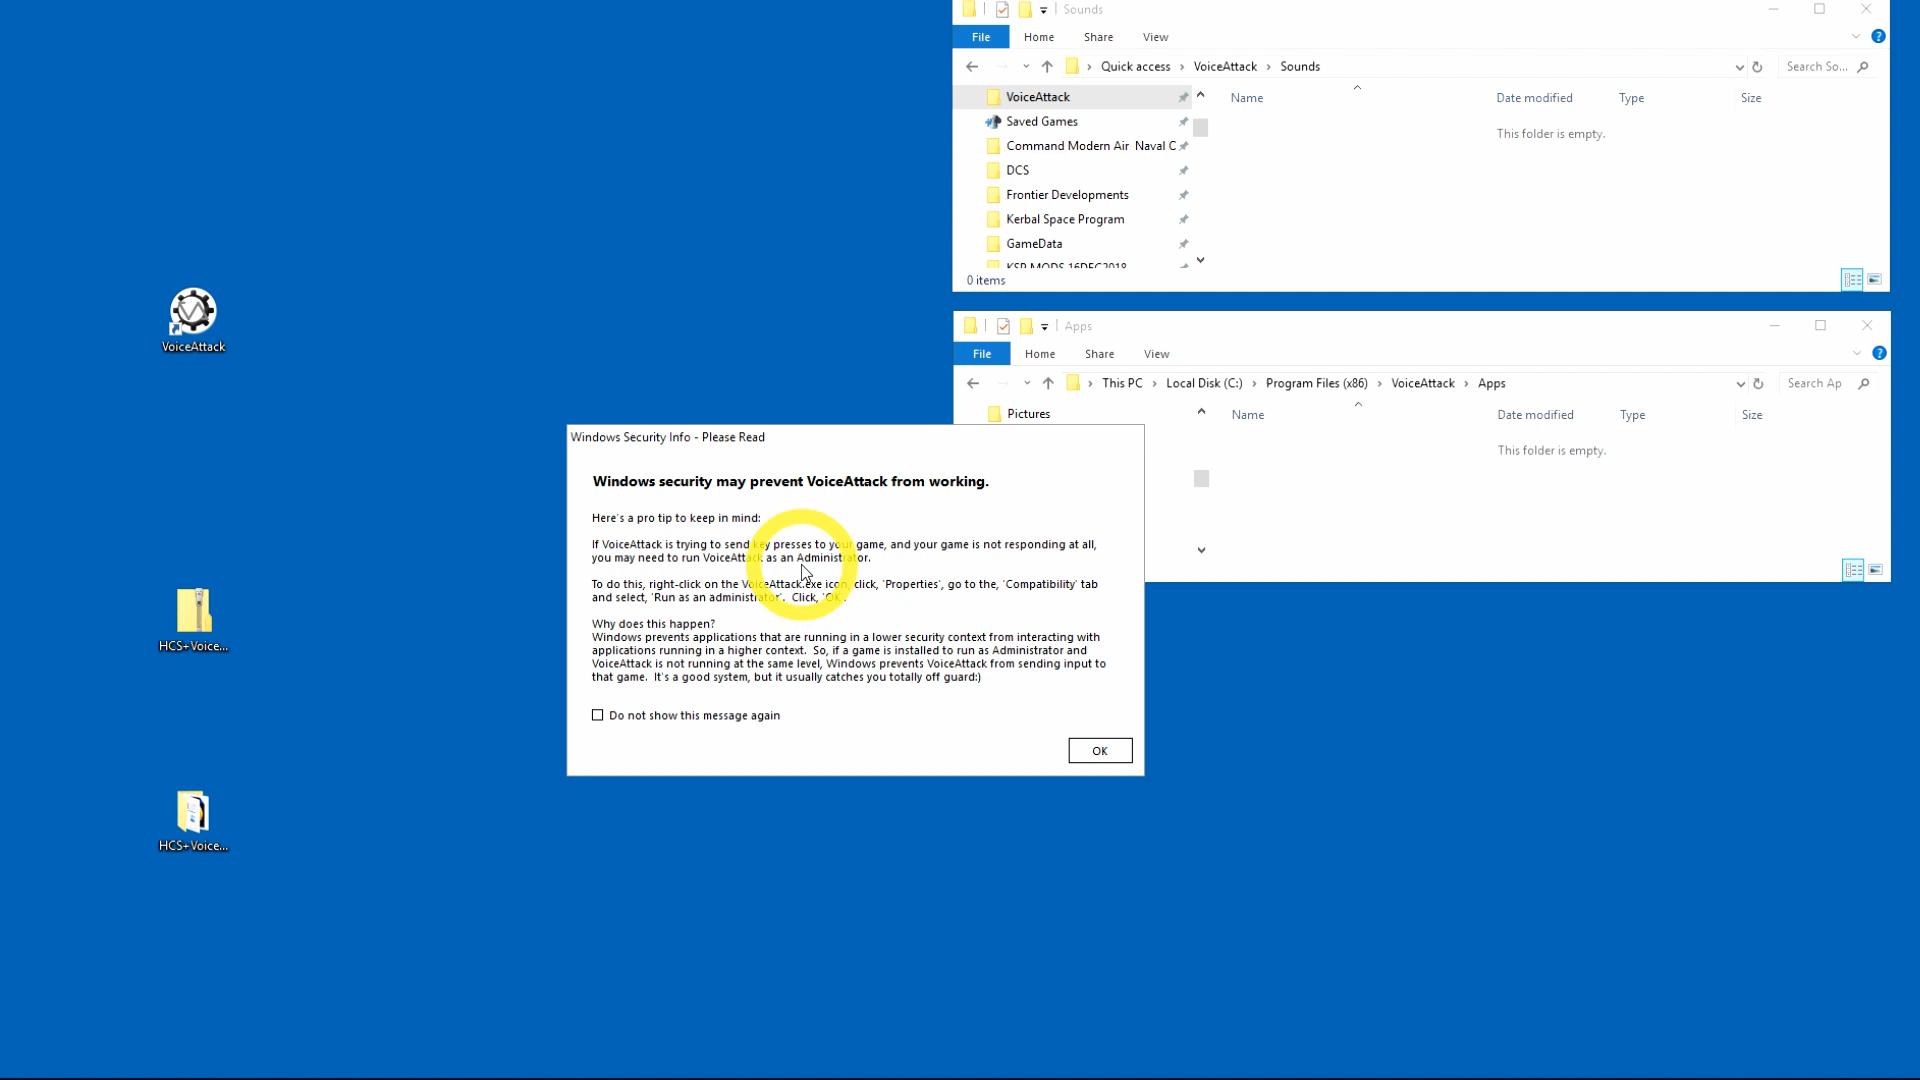 Sounds
File Home Share View
Quick access VoiceAttack Sounds
Search So...
VoiceAttack
Saved Games
Command Modern Air Naval C
DCS
Frontier Developments
Kerbal Space Program
GameData
KSP MODS 16DEC2018
Name Date modified Type Size
This folder is empty.
0 items
Apps
File Home Share View
This PC Local Disk (C:) Program Files (x86) VoiceAttack Apps
Search Ap
Pictures
Name Date modified Type Size
This folder is empty.
VoiceAttack
HCS+Voice...
HCS+Voice...
Windows Security Info - Please Read
Windows security may prevent VoiceAttack from working.
Here's a pro tip to keep in mind:
If VoiceAttack is trying to send key presses to your game, and your game is not responding at all,
you may need to run VoiceAttack as an Administrator.
To do this, right-click on the VoiceAttack.exe icon, click, 'Properties', go to the, 'Compatibility' tab
and select, 'Run as an administrator'. Click, 'OK'.
Why does this happen?
Windows prevents applications that are running in a lower security context from interacting with
applications running in a higher context. So, if a game is installed to run as Administrator and
VoiceAttack is not running at the same level, Windows prevents VoiceAttack from sending input to
that game. It's a good system, but it usually catches you totally off guard:)
Do not show this message again
OK